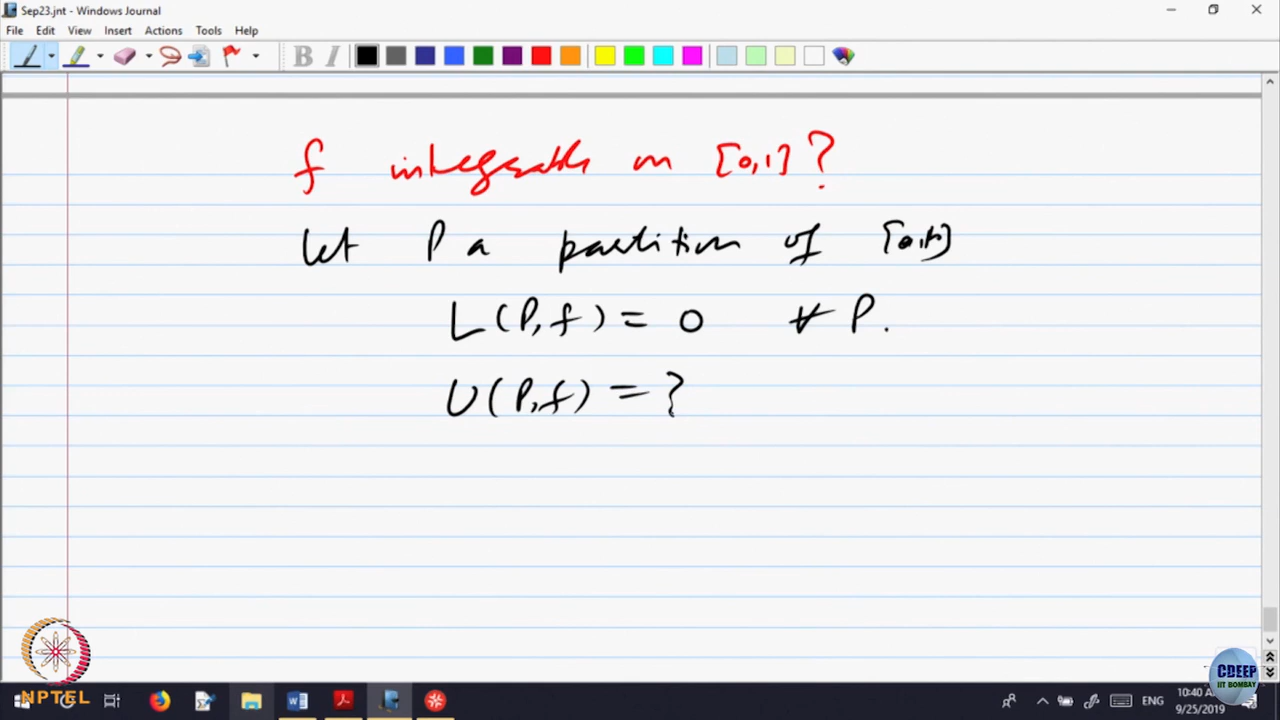 Sep23.jnt - Windows Journal
File Edit View Insert Actions Tools Help
B I
f integrable on [0,1]?
Let P a partition of [0,1]
L(P,f) = 0 ∀ P.
U(P,f) = ?
NPTEL
CDEEP
IIT BOMBAY
ENG
10:40 A
9/25/2019